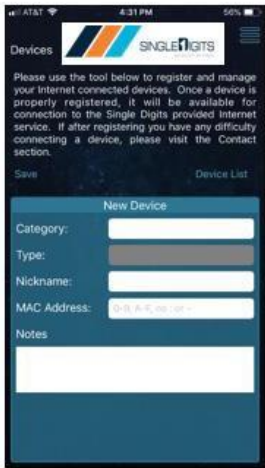 AT&T 4:31 PM 56%
Devices
SINGLE DIGITS
Please use the tool below to register and manage
your Internet connected devices. Once a device is
properly registered, it will be available for
connection to the Single Digits provided Internet
service. If after registering you have any difficulty
connecting a device, please visit the Contact
section.
Save Device List
New Device
Category:
Type:
Nickname:
MAC Address: 0-9, A-F, no : or -
Notes